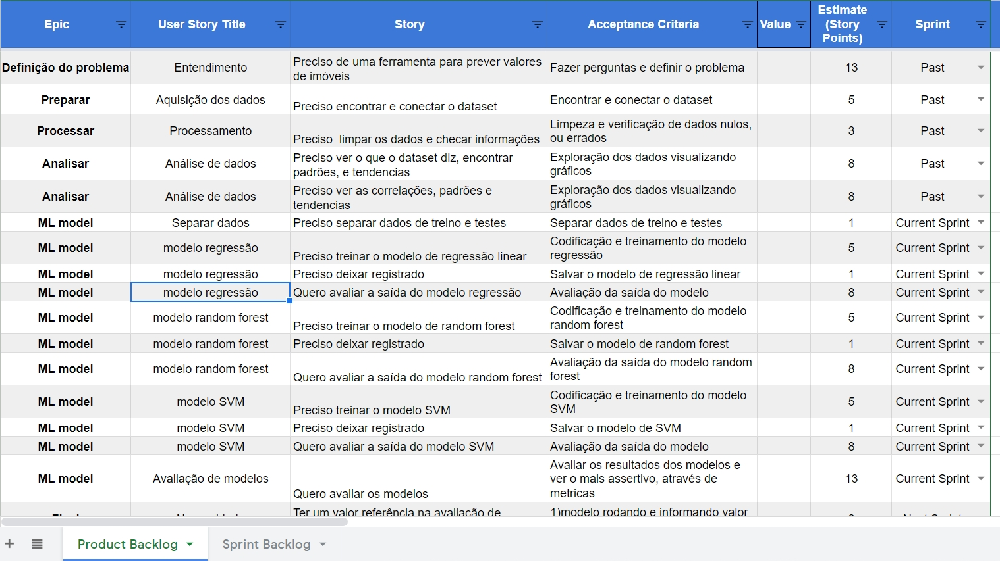 Epic User Story Title Story Acceptance Criteria Value Estimate (Story Points) Sprint
Definição do problema Entendimento Preciso de uma ferramenta para prever valores de imóveis Fazer perguntas e definir o problema 13 Past
Preparar Aquisição dos dados Preciso encontrar e conectar o dataset Encontrar e conectar o dataset 5 Past
Processar Processamento Preciso  limpar os dados e checar informações Limpeza e verificação de dados nulos, ou errados 3 Past
Analisar Análise de dados Preciso ver o que o dataset diz, encontrar padrões, e tendencias Exploração dos dados visualizando gráficos 8 Past
Analisar Análise de dados Preciso ver as correlações, padrões e tendencias Exploração dos dados visualizando gráficos 8 Past
ML model Separar dados Preciso separar dados de treino e testes Separar dados de treino e testes 1 Current Sprint
ML model modelo regressão Preciso treinar o modelo de regressão linear Codificação e treinamento do modelo regressão 5 Current Sprint
ML model modelo regressão Preciso deixar registrado Salvar o modelo de regressão linear 1 Current Sprint
ML model modelo regressão Quero avaliar a saída do modelo regressão Avaliação da saída do modelo 8 Current Sprint
ML model modelo random forest Preciso treinar o modelo de random forest Codificação e treinamento do modelo random forest 5 Current Sprint
ML model modelo random forest Preciso deixar registrado Salvar o modelo de random forest 1 Current Sprint
ML model modelo random forest Quero avaliar a saída do modelo random forest Avaliação da saída do modelo random forest 8 Current Sprint
ML model modelo SVM Preciso treinar o modelo SVM Codificação e treinamento do modelo SVM 5 Current Sprint
ML model modelo SVM Preciso deixar registrado Salvar o modelo de SVM 1 Current Sprint
ML model modelo SVM Quero avaliar a saída do modelo SVM Avaliação da saída do modelo 8 Current Sprint
ML model Avaliação de modelos Quero avaliar os modelos Avaliar os resultados dos modelos e ver o mais assertivo, através de metricas 13 Current Sprint
Ter um valor referência na avaliação de 1)modelo rodando e informando valor
Product Backlog Sprint Backlog